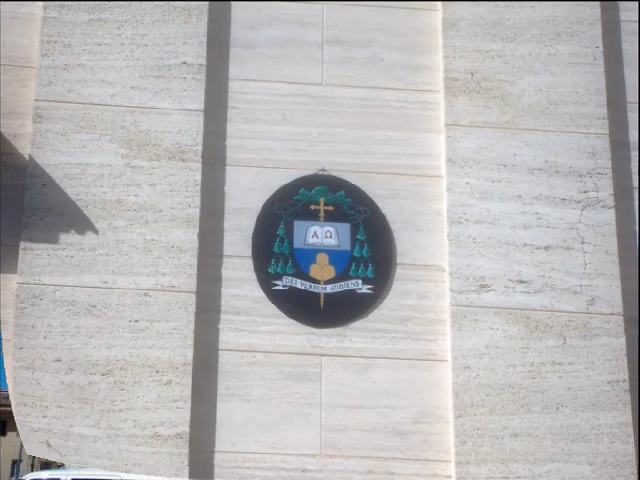 Α Ω
DEI VERBUM AUDIENS